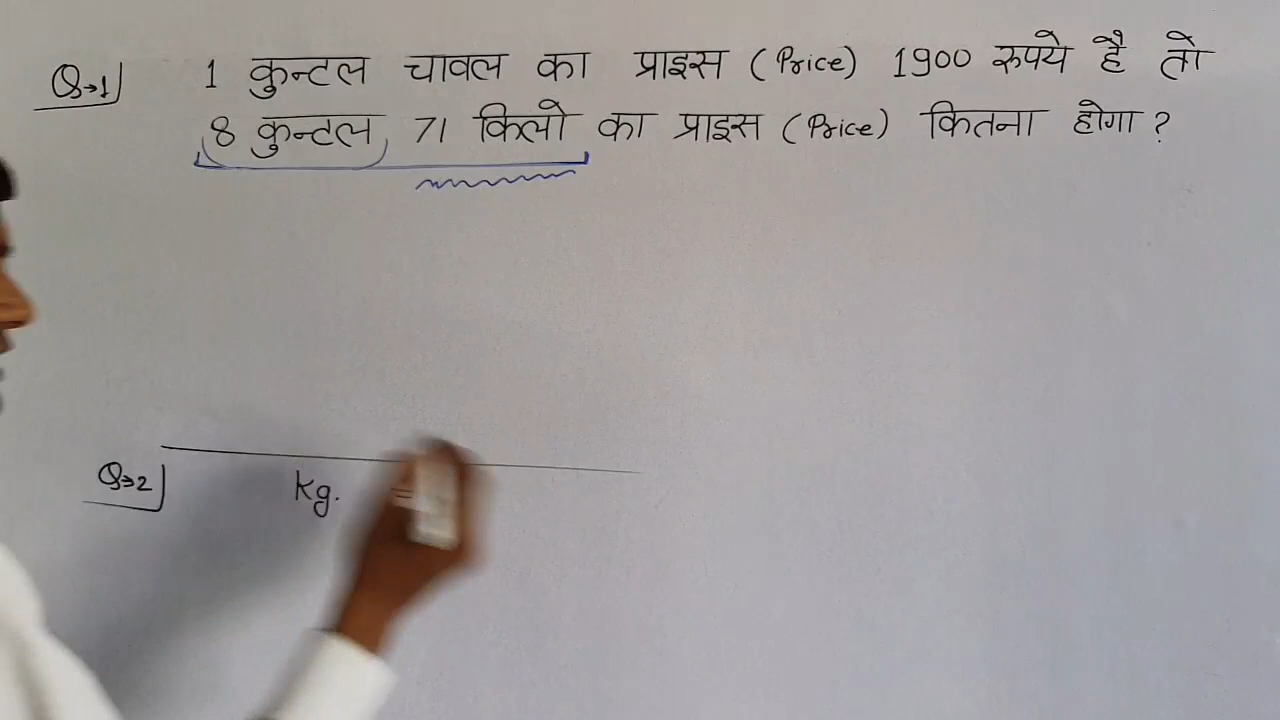 Q→1 1 कुन्टल चावल का प्राइस (Price) 1900 रुपये है तो
8 कुन्टल 71 किलो का प्राइस (Price) कितना होगा ?
Q→2 Kg. =